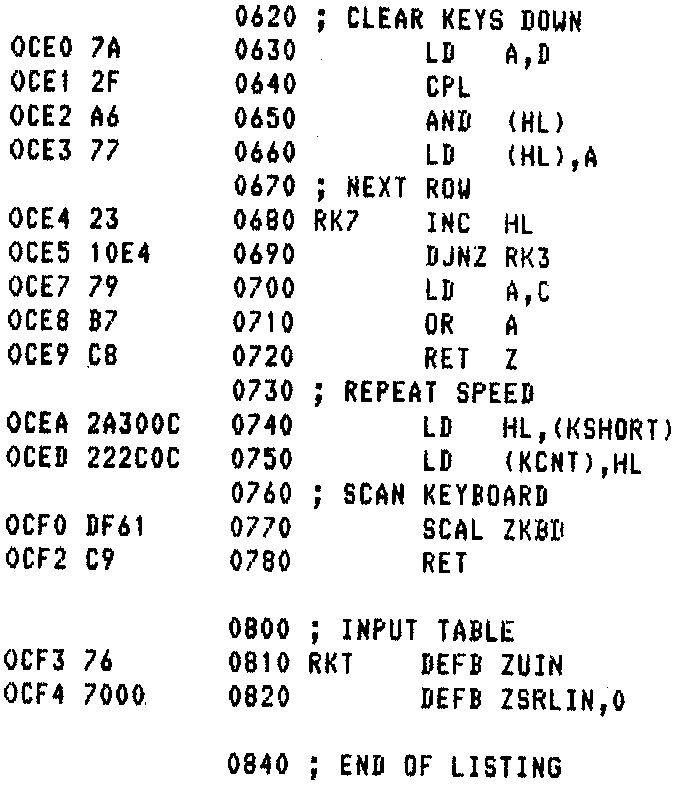 0620 ; CLEAR KEYS DOWN
0CE0 7A 0630 LD A,D
0CE1 2F 0640 CPL
0CE2 A6 0650 AND (HL)
0CE3 77 0660 LD (HL),A
0670 ; NEXT ROW
0CE4 23 0680 RK7 INC HL
0CE5 10E4 0690 DJNZ RK3
0CE7 79 0700 LD A,C
0CE8 B7 0710 OR A
0CE9 C8 0720 RET Z
0730 ; REPEAT SPEED
0CEA 2A300C 0740 LD HL,(KSHORT)
0CED 222C0C 0750 LD (KCNT),HL
0760 ; SCAN KEYBOARD
0CF0 DF61 0770 SCAL ZKBD
0CF2 C9 0780 RET
0800 ; INPUT TABLE
0CF3 76 0810 RKT DEFB ZUIN
0CF4 7000 0820 DEFB ZSRLIN,0
0840 ; END OF LISTING